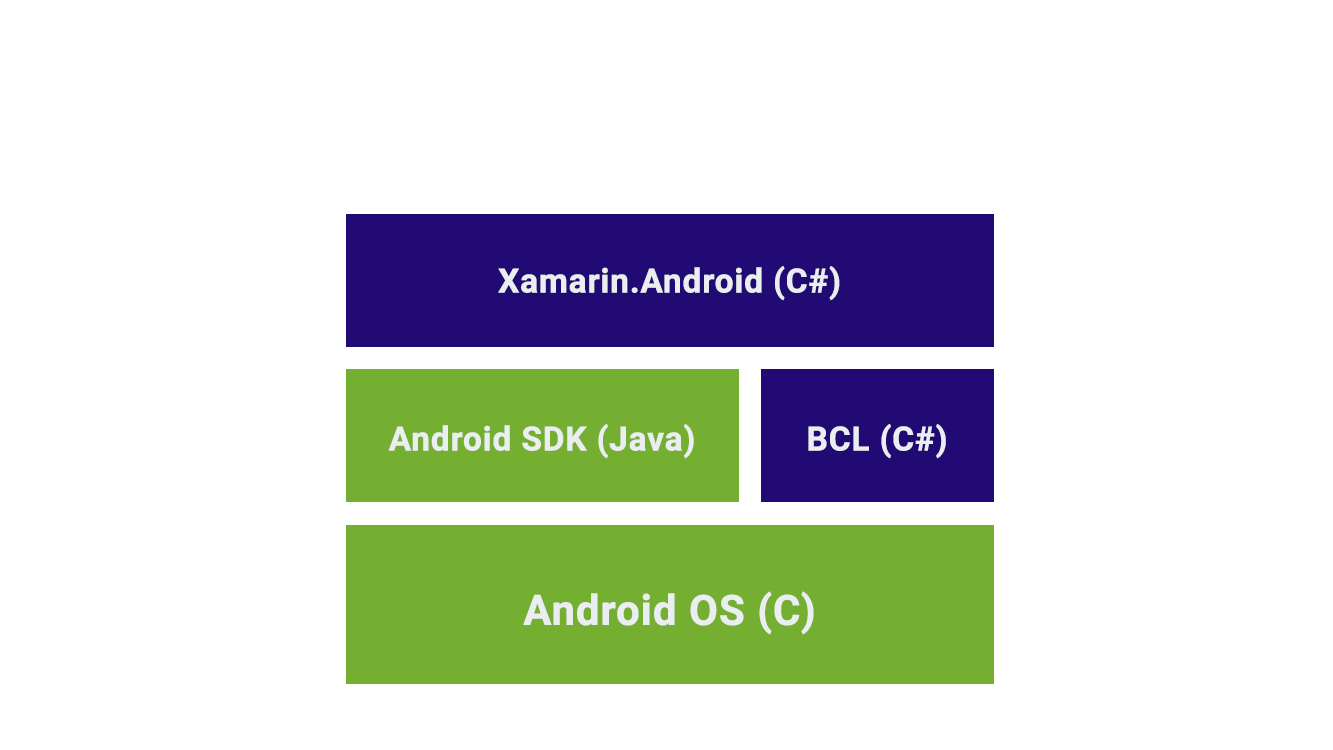 Xamarin.Android (C#)
Android SDK (Java)
BCL (C#)
Android OS (C)